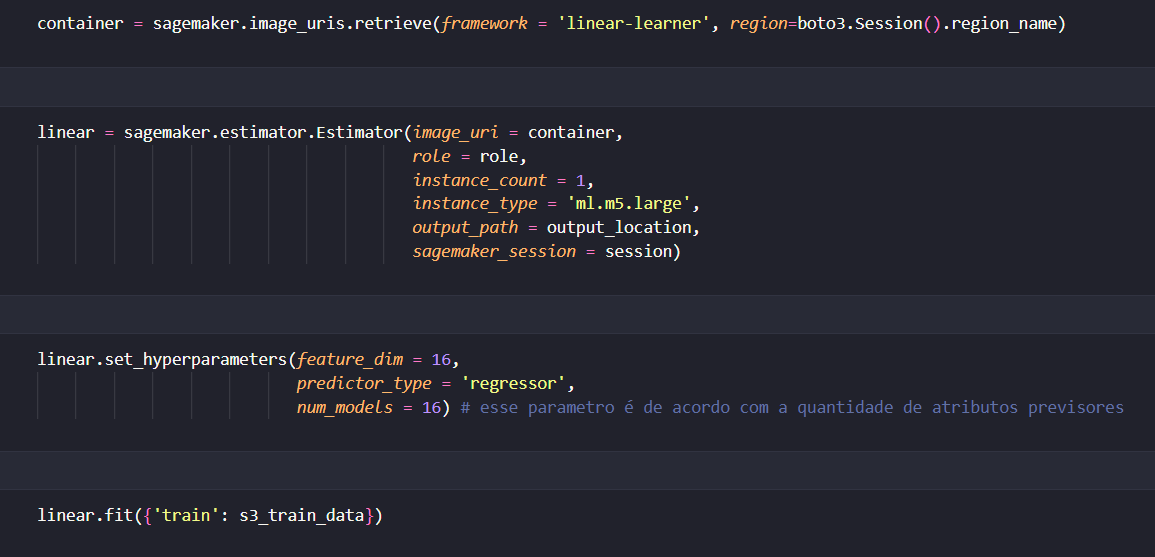 container = sagemaker.image_uris.retrieve(framework = 'linear-learner', region=boto3.Session().region_name)
linear = sagemaker.estimator.Estimator(image_uri = container,
role = role,
instance_count = 1,
instance_type = 'ml.m5.large',
output_path = output_location,
sagemaker_session = session)
linear.set_hyperparameters(feature_dim = 16,
predictor_type = 'regressor',
num_models = 16) # esse parametro é de acordo com a quantidade de atributos previsores
linear.fit({'train': s3_train_data})